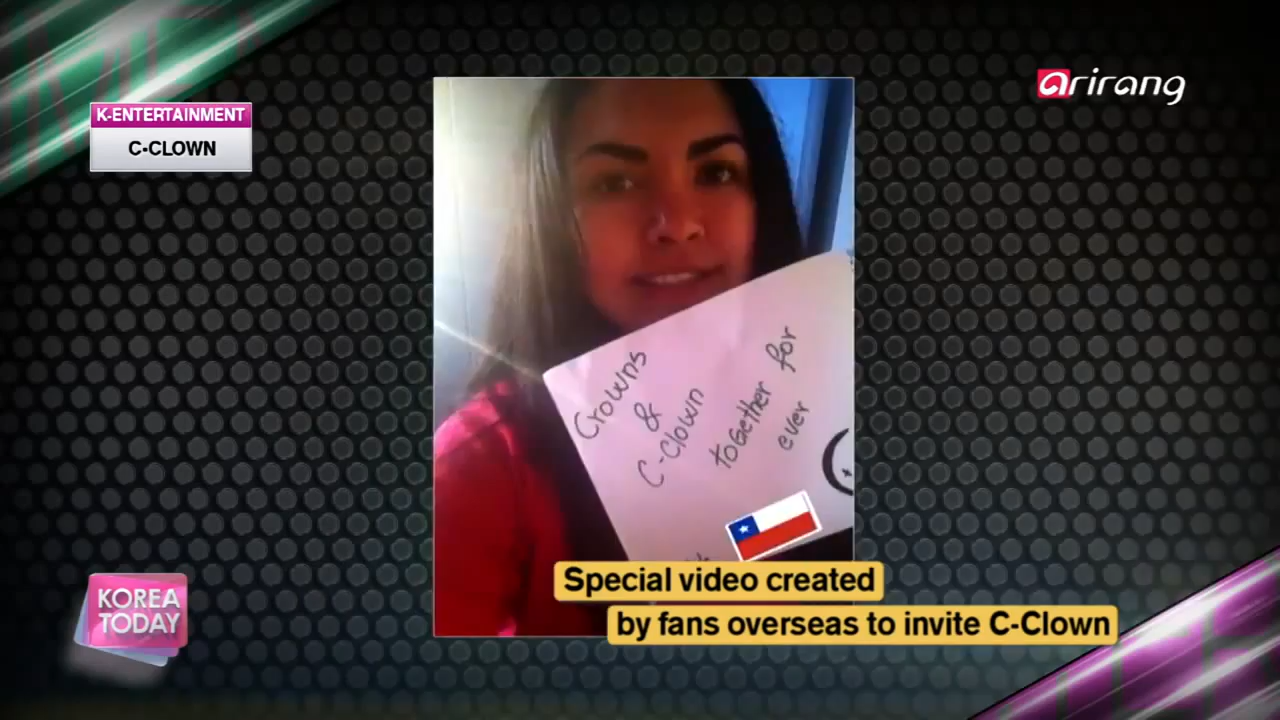 arirang
K-ENTERTAINMENT
C-CLOWN
Crowns
&
C-Clown
together for
ever
KOREA
TODAY
Special video created
by fans overseas to invite C-Clown